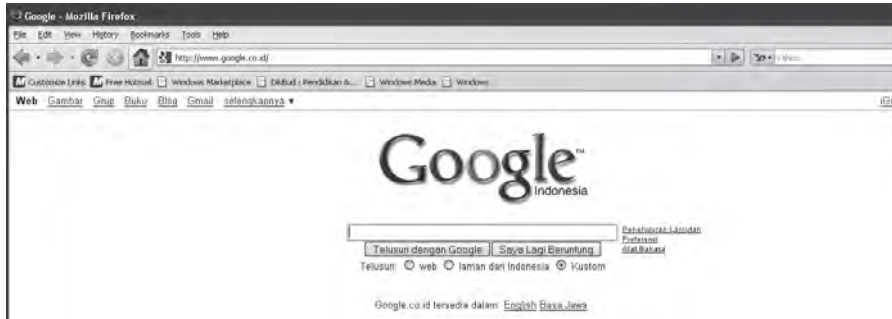 Google - Mozilla Firefox
File Edit View History Bookmarks Tools Help
http://www.google.co.id/
Customize Links Free Hotmail Windows Marketplace DikBud : Pendidikan &... Windows Media Windows
Web Gambar Grup Buku Blog Gmail selengkapnya ▼
Google™
Indonesia
Penelusuran Lanjutan
Preferensi
Telusuri dengan Google Saya Lagi Beruntung Alat Bahasa
Telusuri: web laman dari Indonesia Kustom
Google.co.id tersedia dalam: English Basa Jawa